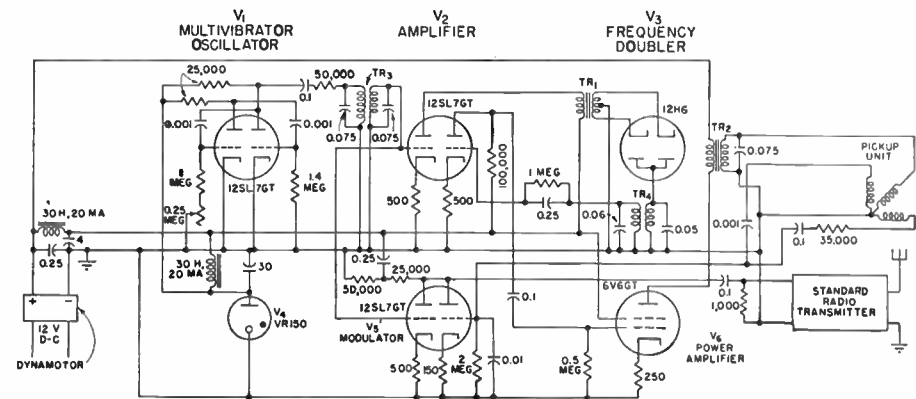 V1
MULTIVIBRATOR
OSCILLATOR
V2
AMPLIFIER
V3
FREQUENCY
DOUBLER
25,000
0.1
50,000
TR3
0.001
0.001
0.075
0.075
12SL7GT
12SL7GT
1.4
MEG
MEG
0.25
MEG
30 H, 20 MA
4
0.25
12 V
D-C
DYNAMOTOR
30 H,
20 MA
30
V4
VR150
500
500
100,000
1 MEG
0.25
TR1
12H6
TR4
0.06
0.05
TR2
0.075
PICKUP
UNIT
0.001
0.1
35,000
0.25
50,000
25,000
12SL7GT
V5
MODULATOR
500
150
2
MEG
0.01
0.1
0.5
MEG
6V6GT
V6
POWER
AMPLIFIER
250
0.1
1,000
STANDARD
RADIO
TRANSMITTER